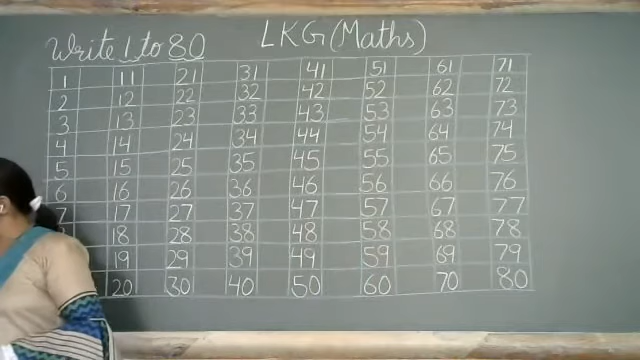 Write 1 to 80 LKG (Maths)
1 11 21 31 41 51 61 71
2 12 22 32 42 52 62 72
3 13 23 33 43 53 63 73
4 14 24 34 44 54 64 74
5 15 25 35 45 55 65 75
6 16 26 36 46 56 66 76
7 17 27 37 47 57 67 77
18 28 38 48 58 68 78
19 29 39 49 59 69 79
20 30 40 50 60 70 80